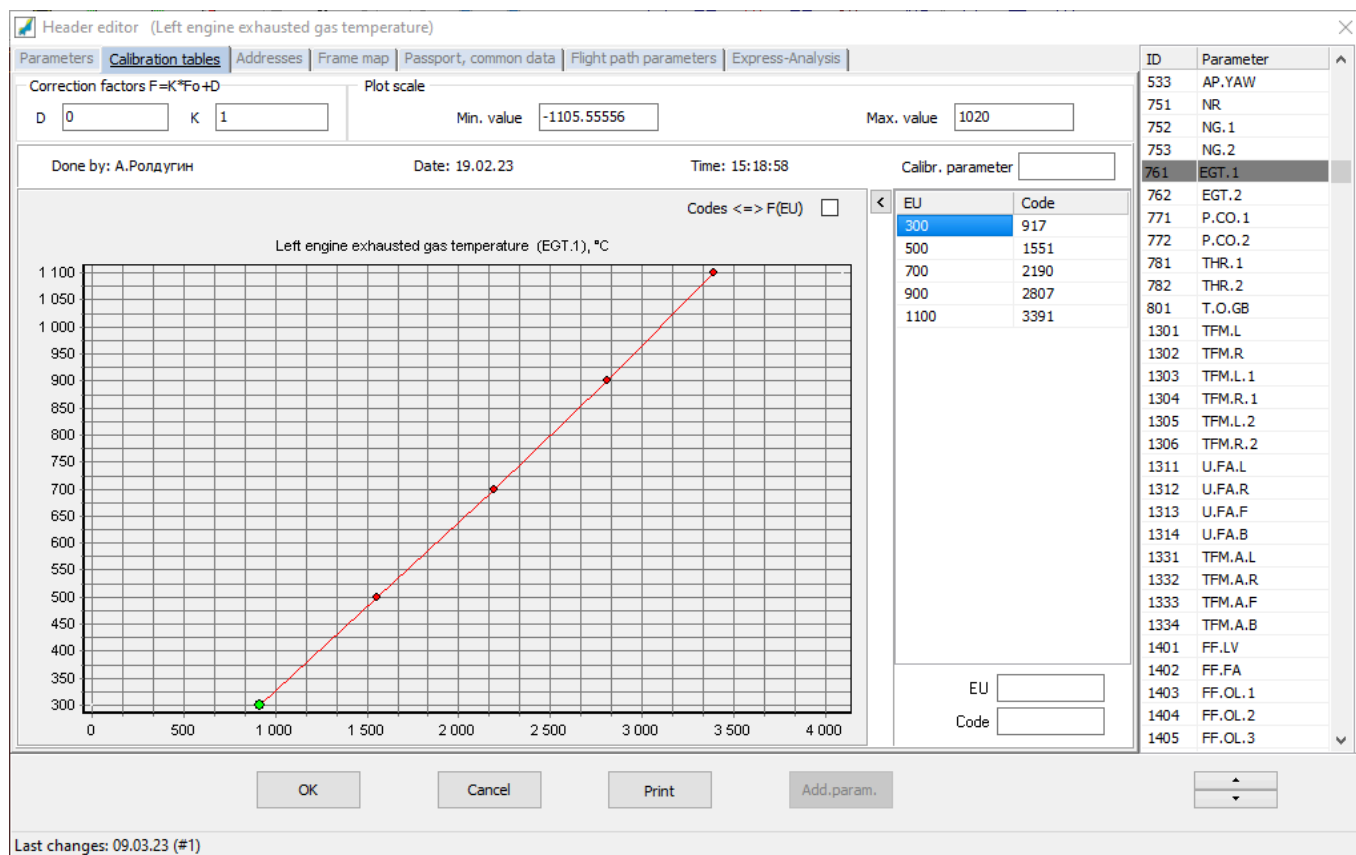 Header editor (Left engine exhausted gas temperature)
Parameters Calibration tables Addresses Frame map Passport, common data Flight path parameters Express-Analysis
Correction factors F=K*Fo+D
D 0 K 1
Plot scale
Min. value -1105.55556 Max. value 1020
Done by: А.Ролдугин Date: 19.02.23 Time: 15:18:58 Calibr. parameter
Codes <=> F(EU)
Left engine exhausted gas temperature (EGT.1), °C
1 100
1 050
1 000
950
900
850
800
750
700
650
600
550
500
450
400
350
300
0 500 1 000 1 500 2 000 2 500 3 000 3 500 4 000
<
EU Code
300 917
500 1551
700 2190
900 2807
1100 3391
EU
Code
ID Parameter
533 AP.YAW
751 NR
752 NG.1
753 NG.2
761 EGT.1
762 EGT.2
771 P.CO.1
772 P.CO.2
781 THR.1
782 THR.2
801 T.O.GB
1301 TFM.L
1302 TFM.R
1303 TFM.L.1
1304 TFM.R.1
1305 TFM.L.2
1306 TFM.R.2
1311 U.FA.L
1312 U.FA.R
1313 U.FA.F
1314 U.FA.B
1331 TFM.A.L
1332 TFM.A.R
1333 TFM.A.F
1334 TFM.A.B
1401 FF.LV
1402 FF.FA
1403 FF.OL.1
1404 FF.OL.2
1405 FF.OL.3
OK Cancel Print Add.param.
Last changes: 09.03.23 (#1)